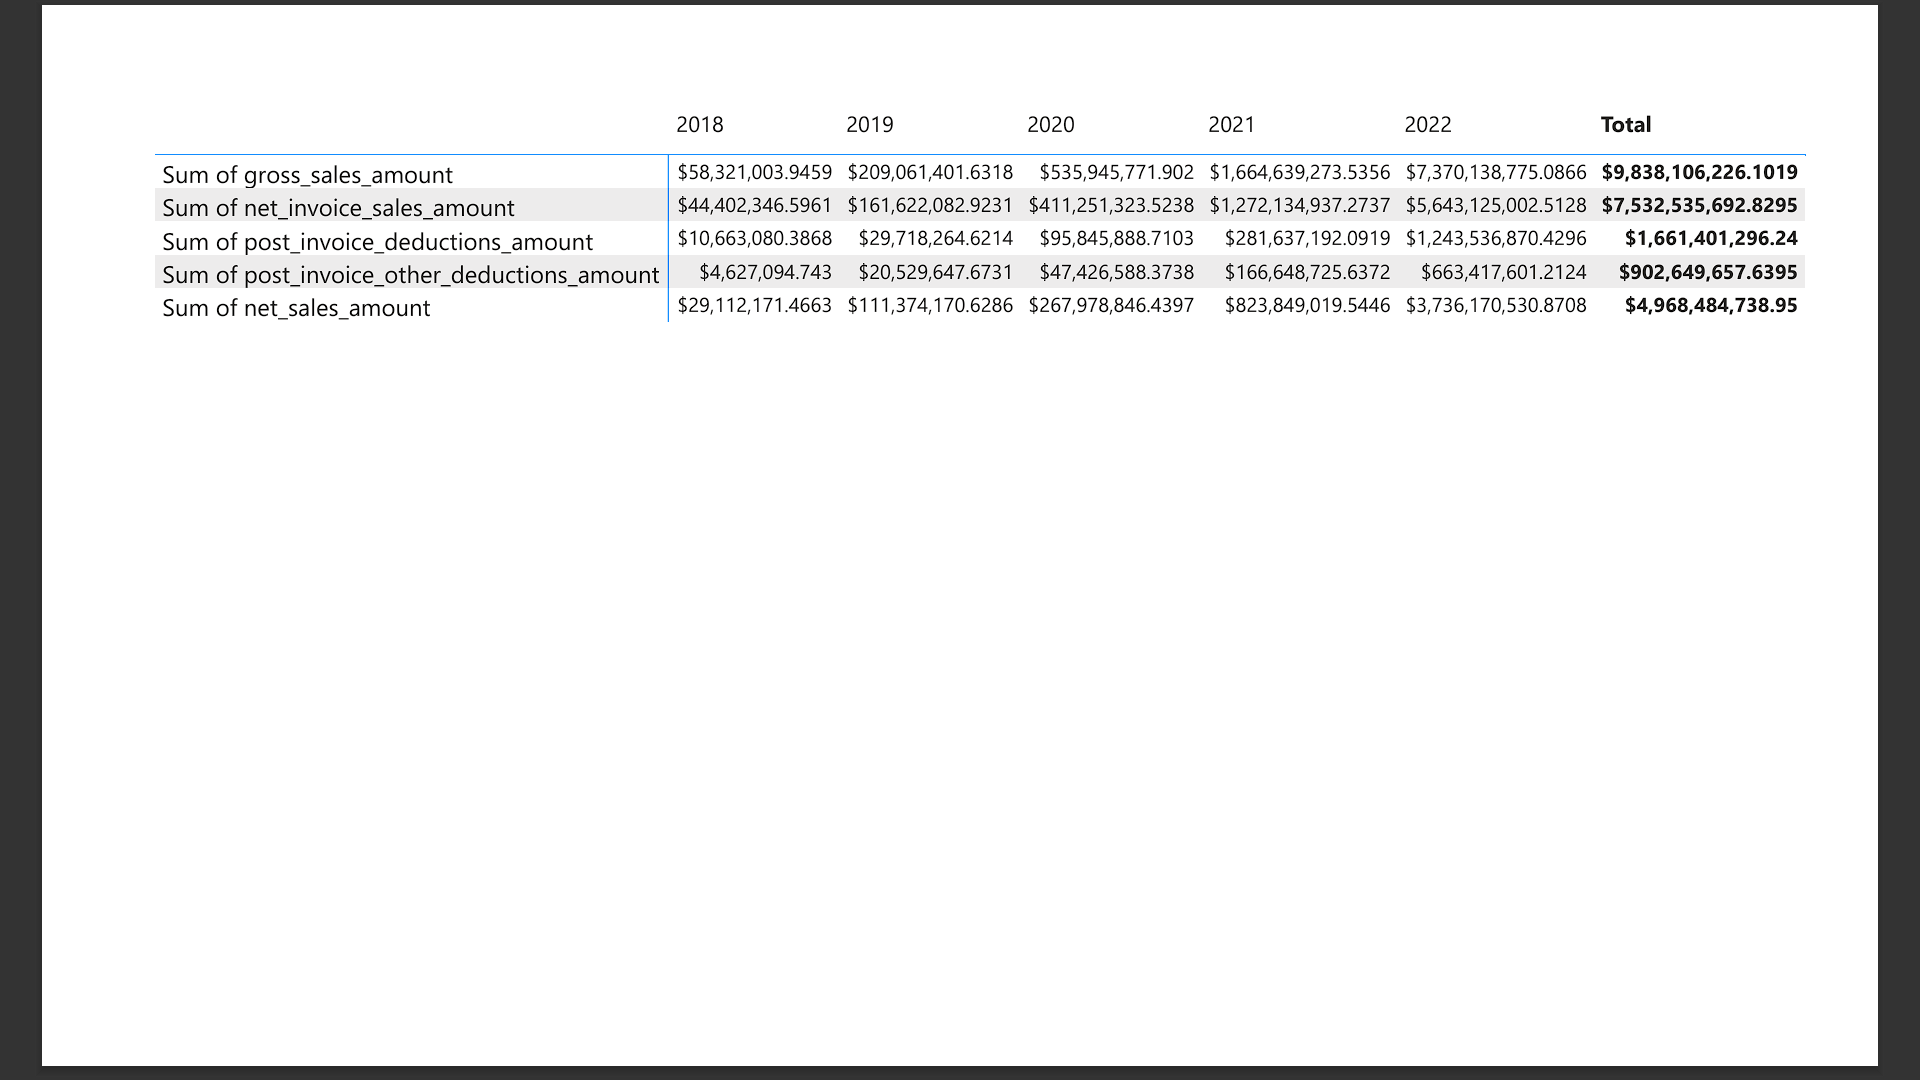 2018 2019 2020 2021 2022 Total
Sum of gross_sales_amount $58,321,003.9459 $209,061,401.6318 $535,945,771.902 $1,664,639,273.5356 $7,370,138,775.0866 $9,838,106,226.1019
Sum of net_invoice_sales_amount $44,402,346.5961 $161,622,082.9231 $411,251,323.5238 $1,272,134,937.2737 $5,643,125,002.5128 $7,532,535,692.8295
Sum of post_invoice_deductions_amount $10,663,080.3868 $29,718,264.6214 $95,845,888.7103 $281,637,192.0919 $1,243,536,870.4296 $1,661,401,296.24
Sum of post_invoice_other_deductions_amount $4,627,094.743 $20,529,647.6731 $47,426,588.3738 $166,648,725.6372 $663,417,601.2124 $902,649,657.6395
Sum of net_sales_amount $29,112,171.4663 $111,374,170.6286 $267,978,846.4397 $823,849,019.5446 $3,736,170,530.8708 $4,968,484,738.95